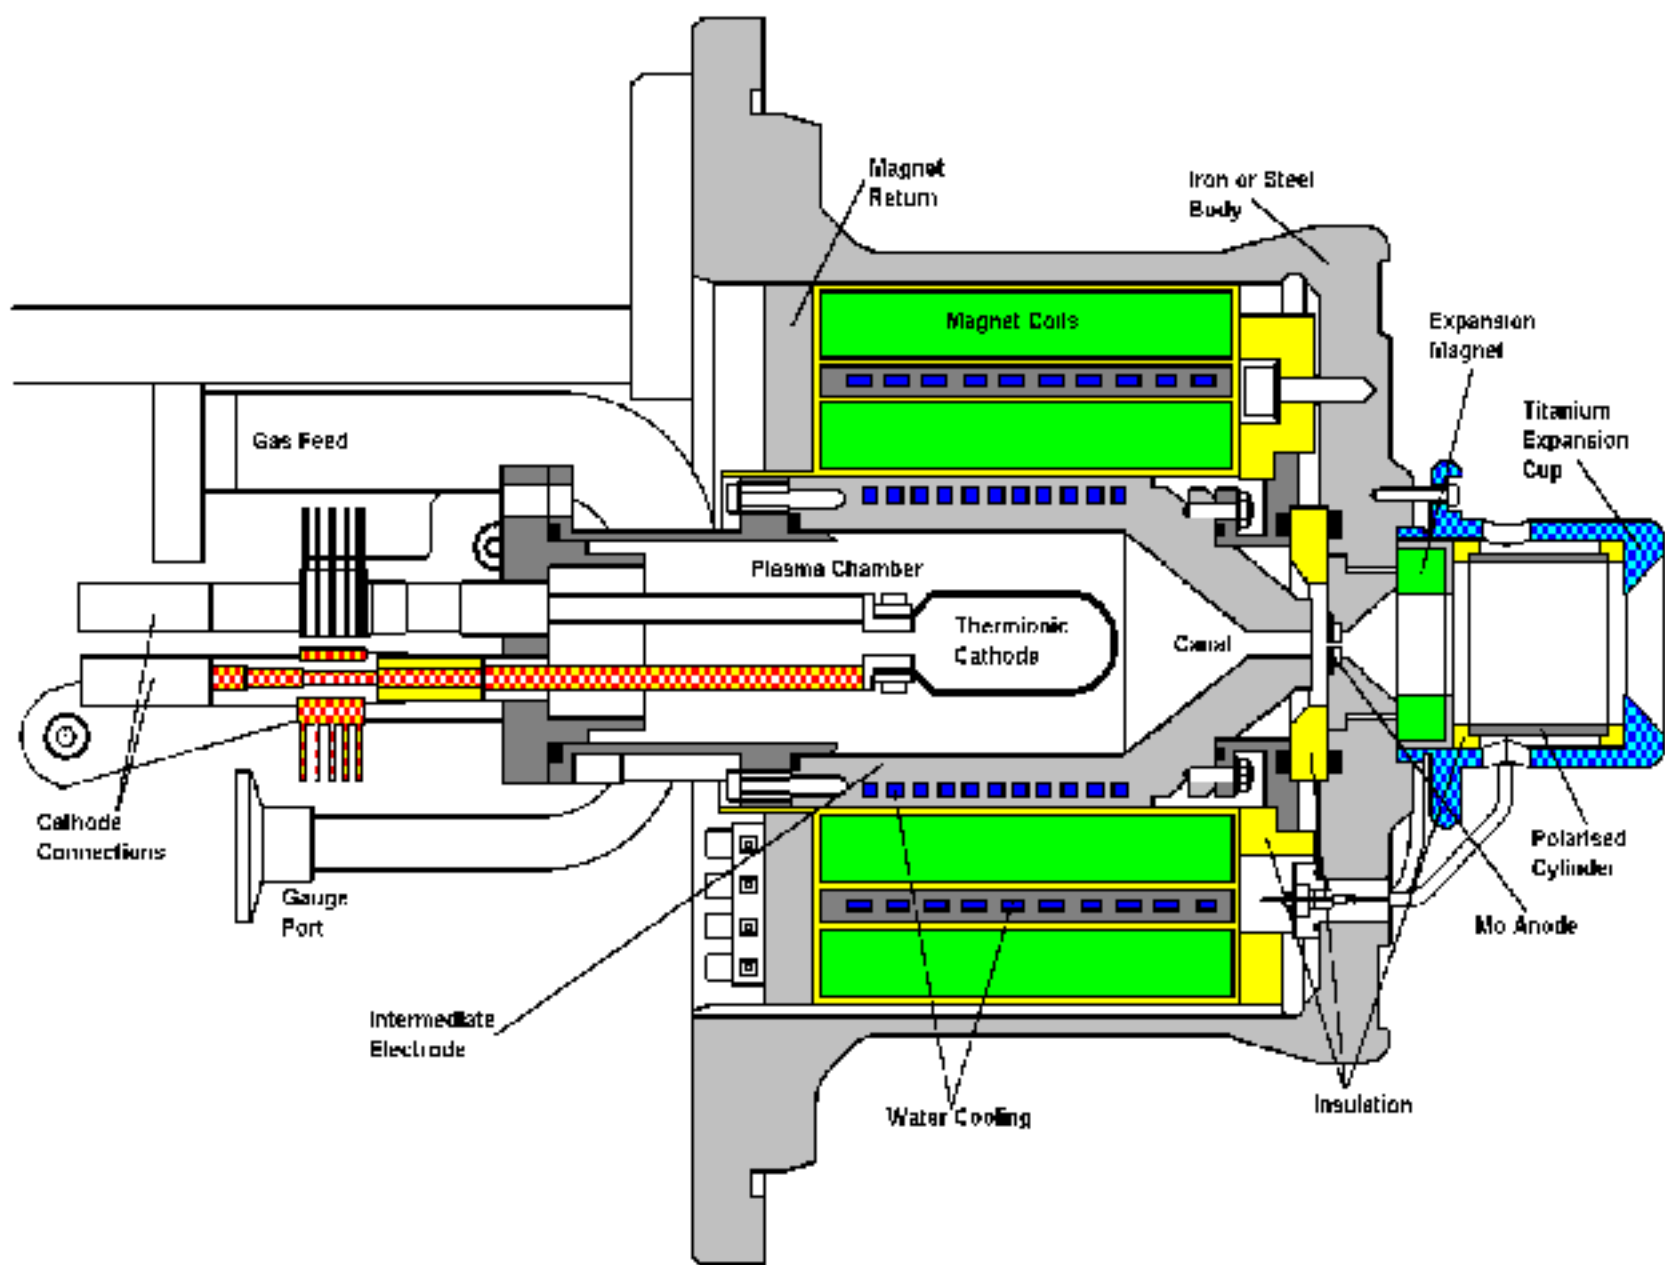 Magnet
Return
Iron or Steel
Body
Magnet Coils
Expansion
Magnet
Titanium
Expansion
Cup
Gas Feed
Plasma Chamber
Thermionic
Cathode
Canal
Cathode
Connections
Gauge
Port
Polarised
Cylinder
Mo Anode
Intermediate
Electrode
Water Cooling
Insulation